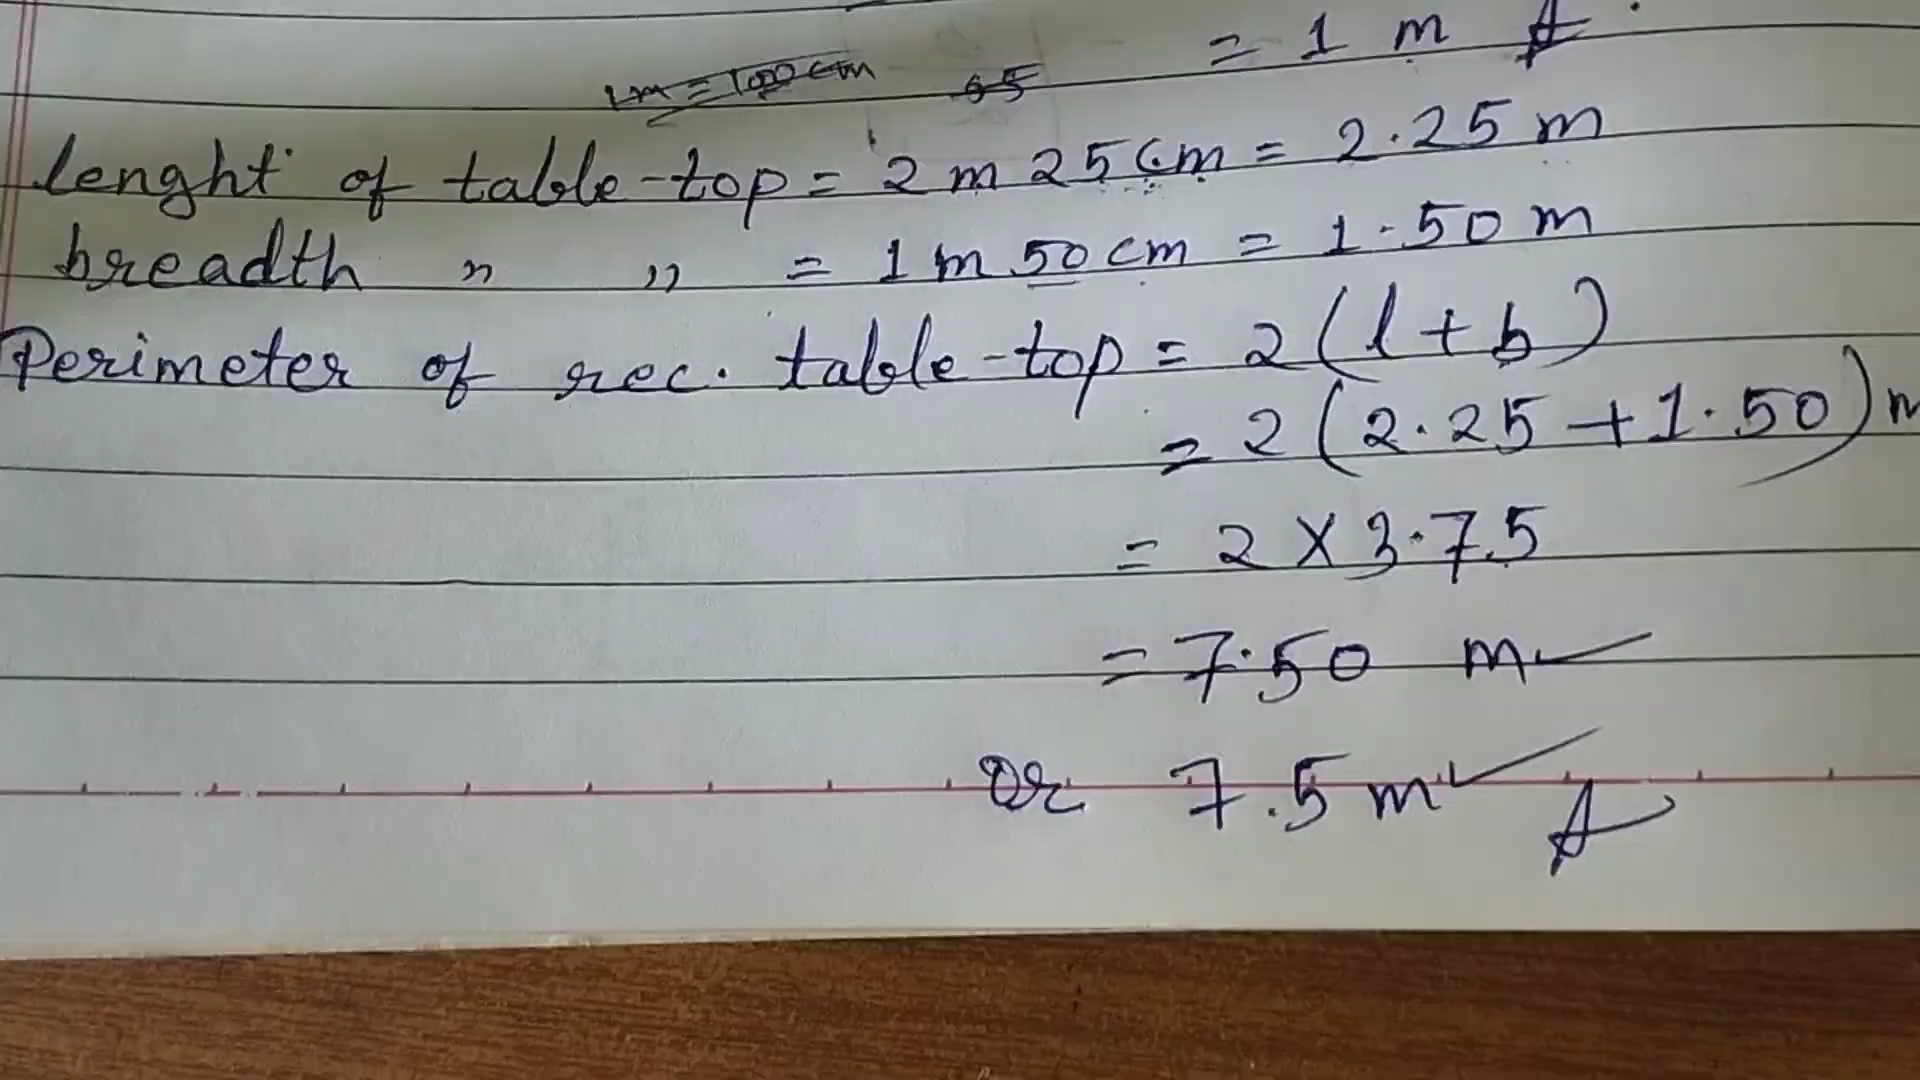 = 1 m A
1m = 100 cm
lenght of table-top = 2 m 25 cm = 2.25 m
breadth " " = 1 m 50 cm = 1.50 m
Perimeter of rec. table-top = 2 (l + b)
= 2 (2.25 + 1.50) m
= 2 X 3.75
= 7.50 m
or 7.5 m A